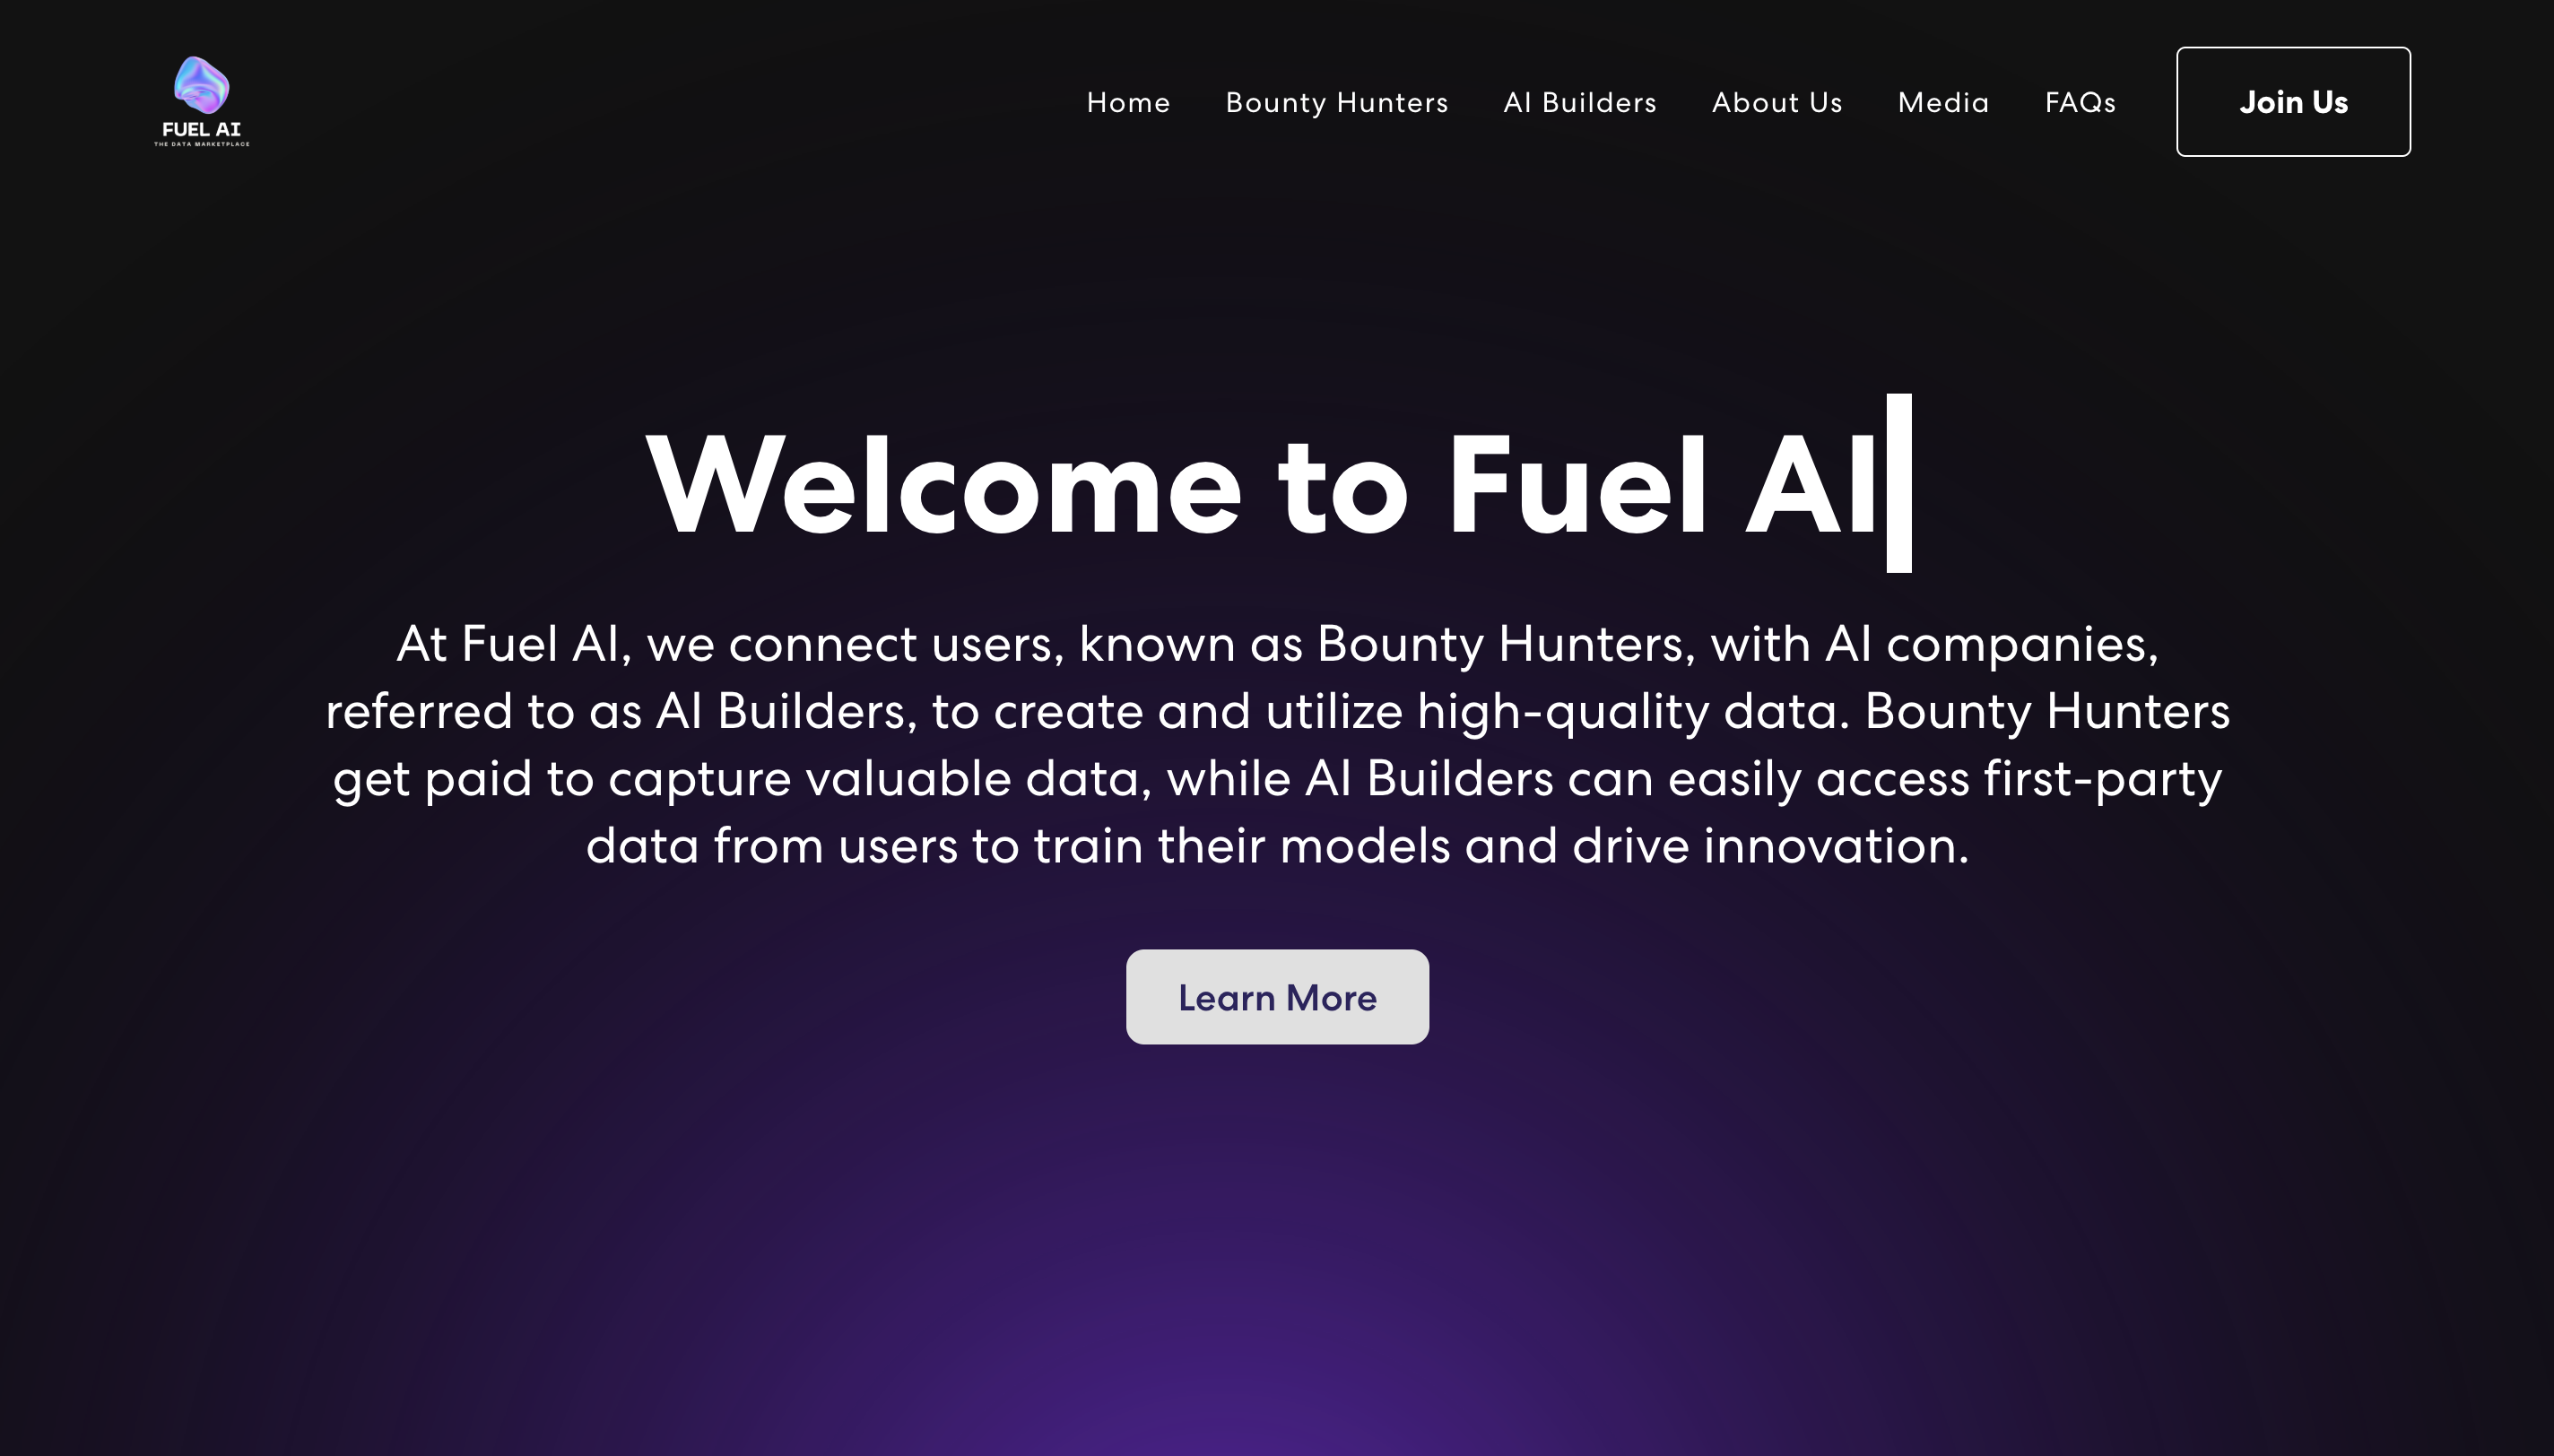 FUEL AI
THE DATA MARKETPLACE
Home Bounty Hunters AI Builders About Us Media FAQs Join Us
Welcome to Fuel AI
At Fuel AI, we connect users, known as Bounty Hunters, with AI companies,
referred to as AI Builders, to create and utilize high-quality data. Bounty Hunters
get paid to capture valuable data, while AI Builders can easily access first-party
data from users to train their models and drive innovation.
Learn More